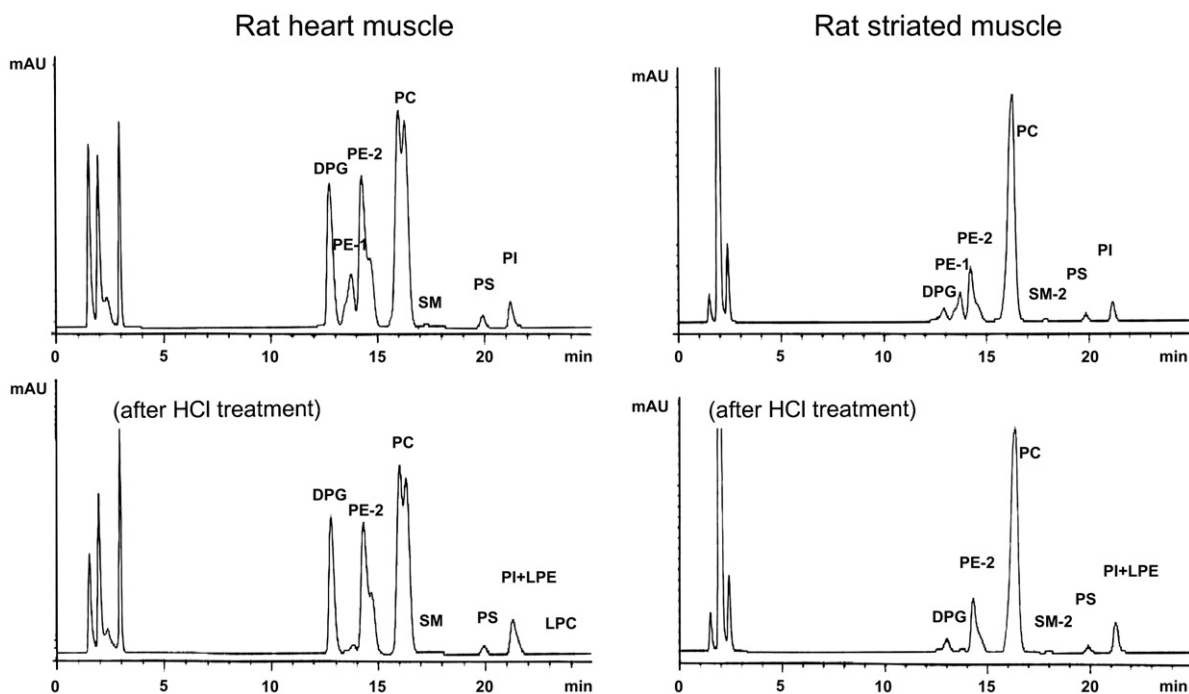 Rat heart muscle
mAU
PC
PE-2
DPG
PE-1
PI
PS
SM
0 5 10 15 20 min
Rat striated muscle
mAU
PC
PE-2
PE-1
PI
PS
DPG
SM-2
0 5 10 15 20 min
mAU
(after HCl treatment)
PC
DPG
PE-2
PI+LPE
SM
PS
LPC
0 5 10 15 20 min
mAU
(after HCl treatment)
PC
PE-2
PI+LPE
PS
DPG
SM-2
0 5 10 15 20 min